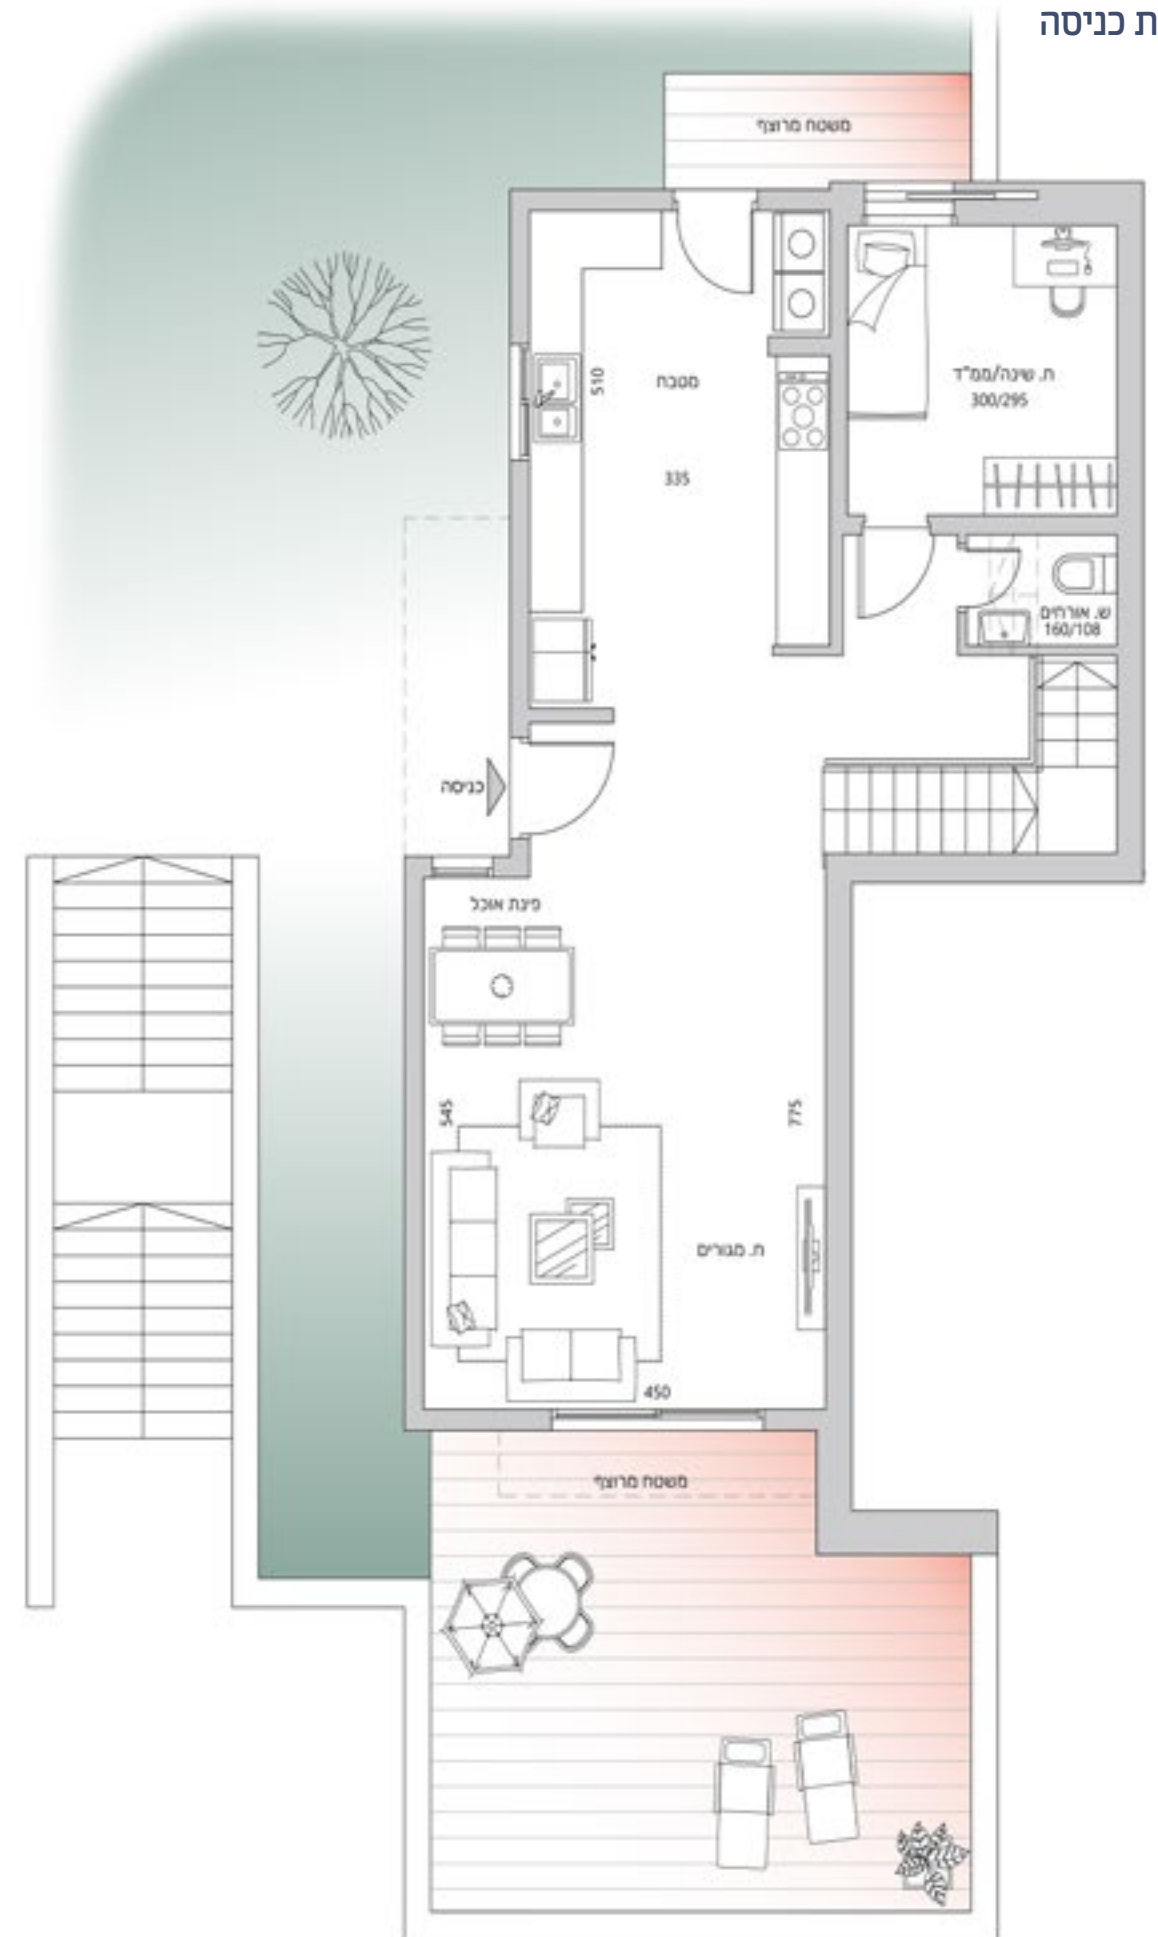 ת כניסה
משטח מרוצף
ח. שינה/ממ"ד
300/295
מטבח
510
335
ש. אורחים
160/108
כניסה
פינת אוכל
545
775
ח. מגורים
450
משטח מרוצף